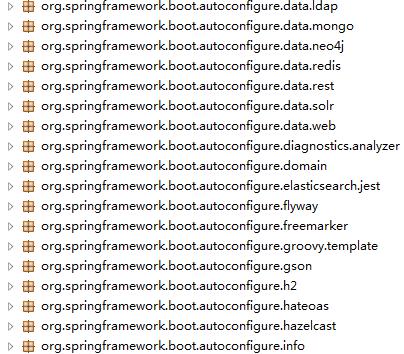 org.springframework.boot.autoconfigure.data.ldap
org.springframework.boot.autoconfigure.data.mongo
org.springframework.boot.autoconfigure.data.neo4j
org.springframework.boot.autoconfigure.data.redis
org.springframework.boot.autoconfigure.data.rest
org.springframework.boot.autoconfigure.data.solr
org.springframework.boot.autoconfigure.data.web
org.springframework.boot.autoconfigure.diagnostics.analyzer
org.springframework.boot.autoconfigure.domain
org.springframework.boot.autoconfigure.elasticsearch.jest
org.springframework.boot.autoconfigure.flyway
org.springframework.boot.autoconfigure.freemarker
org.springframework.boot.autoconfigure.groovy.template
org.springframework.boot.autoconfigure.gson
org.springframework.boot.autoconfigure.h2
org.springframework.boot.autoconfigure.hateoas
org.springframework.boot.autoconfigure.hazelcast
org.springframework.boot.autoconfigure.info